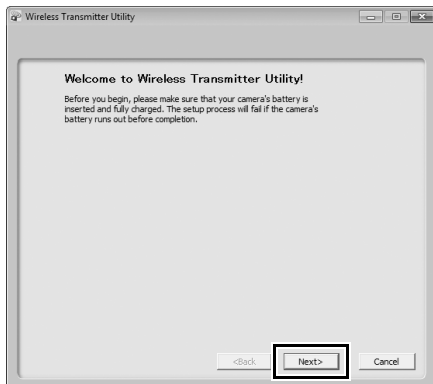 Wireless Transmitter Utility
Welcome to Wireless Transmitter Utility!
Before you begin, please make sure that your camera's battery is
inserted and fully charged. The setup process will fail if the camera's
battery runs out before completion.
<Back
Next>
Cancel